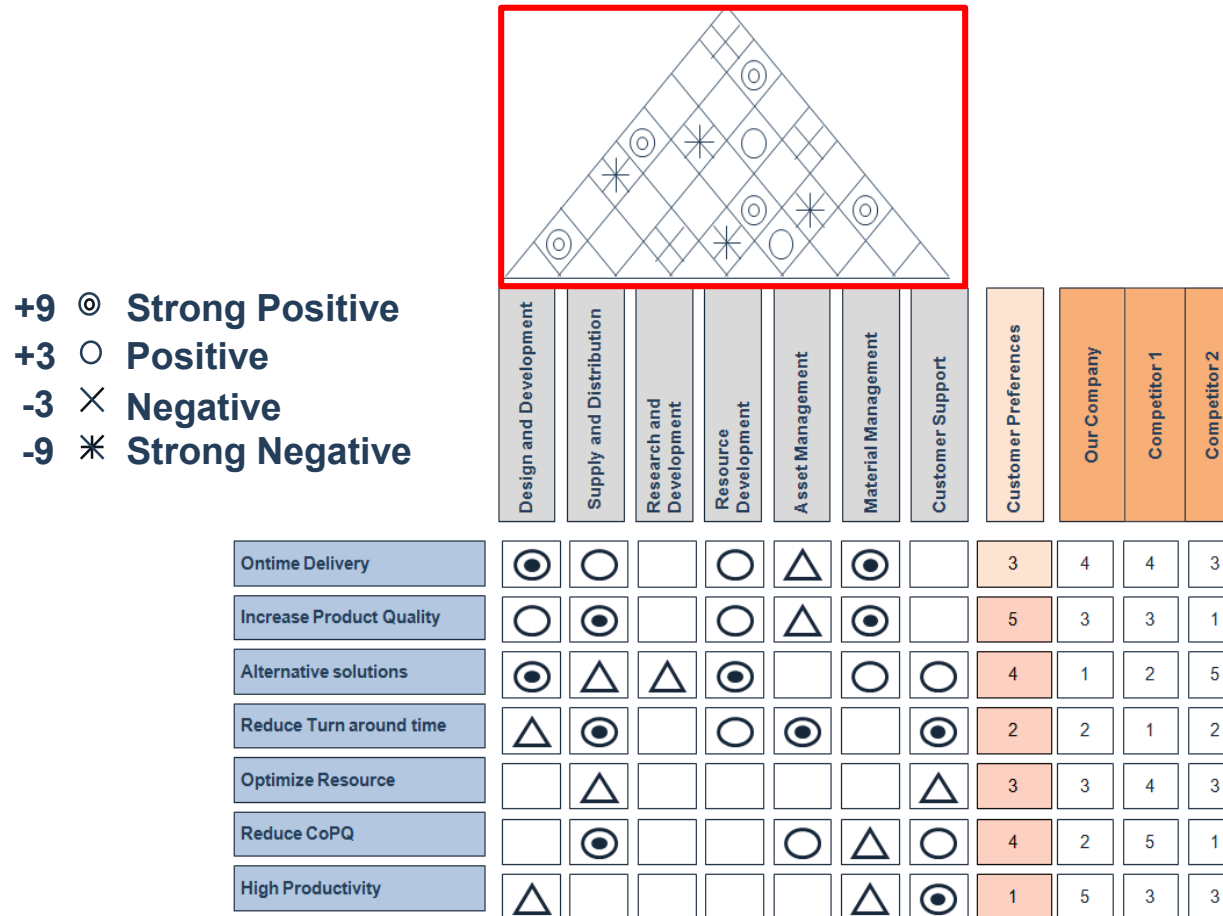 +9 Strong Positive
+3 Positive
-3 Negative
-9 Strong Negative
Design and Development
Supply and Distribution
Research and
Development
Resource
Development
Asset Management
Material Management
Customer Support
Customer Preferences
Our Company
Competitor 1
Competitor 2
Ontime Delivery
3 4 4 3
Increase Product Quality
5 3 3 1
Alternative solutions
4 1 2 5
Reduce Turn around time
2 2 1 2
Optimize Resource
3 3 4 3
Reduce CoPQ
4 2 5 1
High Productivity
1 5 3 3